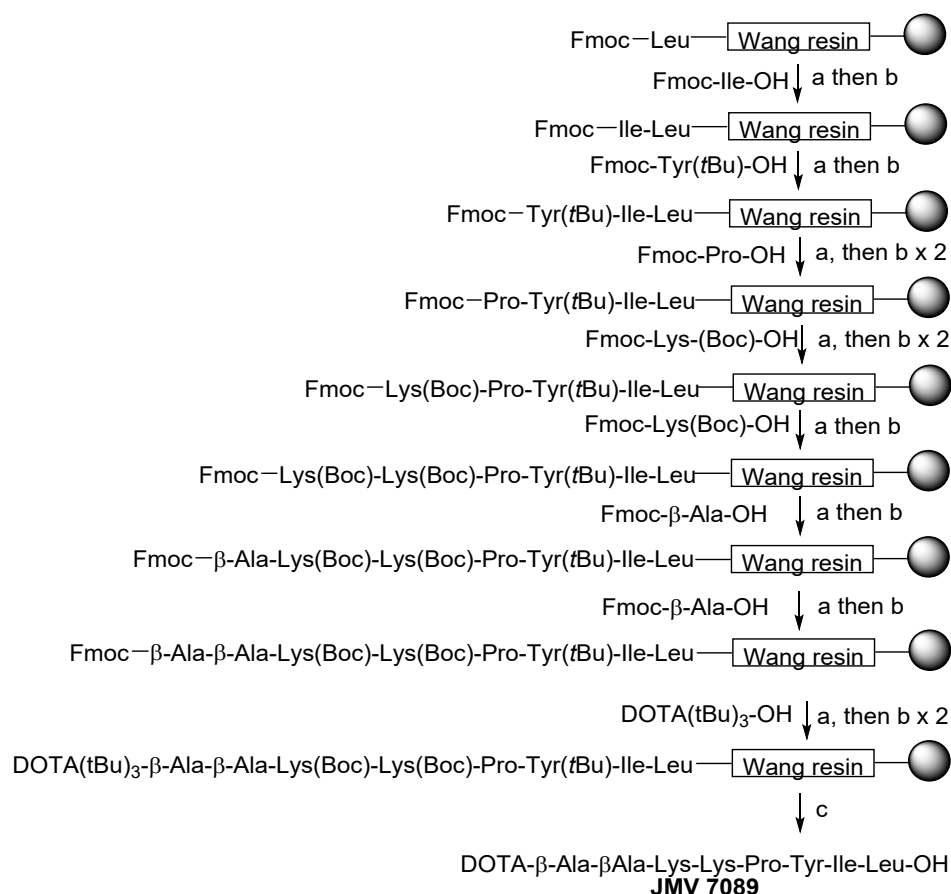 Fmoc—Leu—Wang resin
Fmoc-Ile-OH a then b
Fmoc—Ile-Leu—Wang resin
Fmoc-Tyr(tBu)-OH a then b
Fmoc—Tyr(tBu)-Ile-Leu—Wang resin
Fmoc-Pro-OH a, then b x 2
Fmoc—Pro-Tyr(tBu)-Ile-Leu—Wang resin
Fmoc-Lys-(Boc)-OH a, then b x 2
Fmoc—Lys(Boc)-Pro-Tyr(tBu)-Ile-Leu—Wang resin
Fmoc-Lys(Boc)-OH a then b
Fmoc—Lys(Boc)-Lys(Boc)-Pro-Tyr(tBu)-Ile-Leu—Wang resin
Fmoc-β-Ala-OH a then b
Fmoc—β-Ala-Lys(Boc)-Lys(Boc)-Pro-Tyr(tBu)-Ile-Leu—Wang resin
Fmoc-β-Ala-OH a then b
Fmoc—β-Ala-β-Ala-Lys(Boc)-Lys(Boc)-Pro-Tyr(tBu)-Ile-Leu—Wang resin
DOTA(tBu)₃-OH a, then b x 2
DOTA(tBu)₃-β-Ala-β-Ala-Lys(Boc)-Lys(Boc)-Pro-Tyr(tBu)-Ile-Leu—Wang resin
c
DOTA-β-Ala-βAla-Lys-Lys-Pro-Tyr-Ile-Leu-OH
JMV 7089